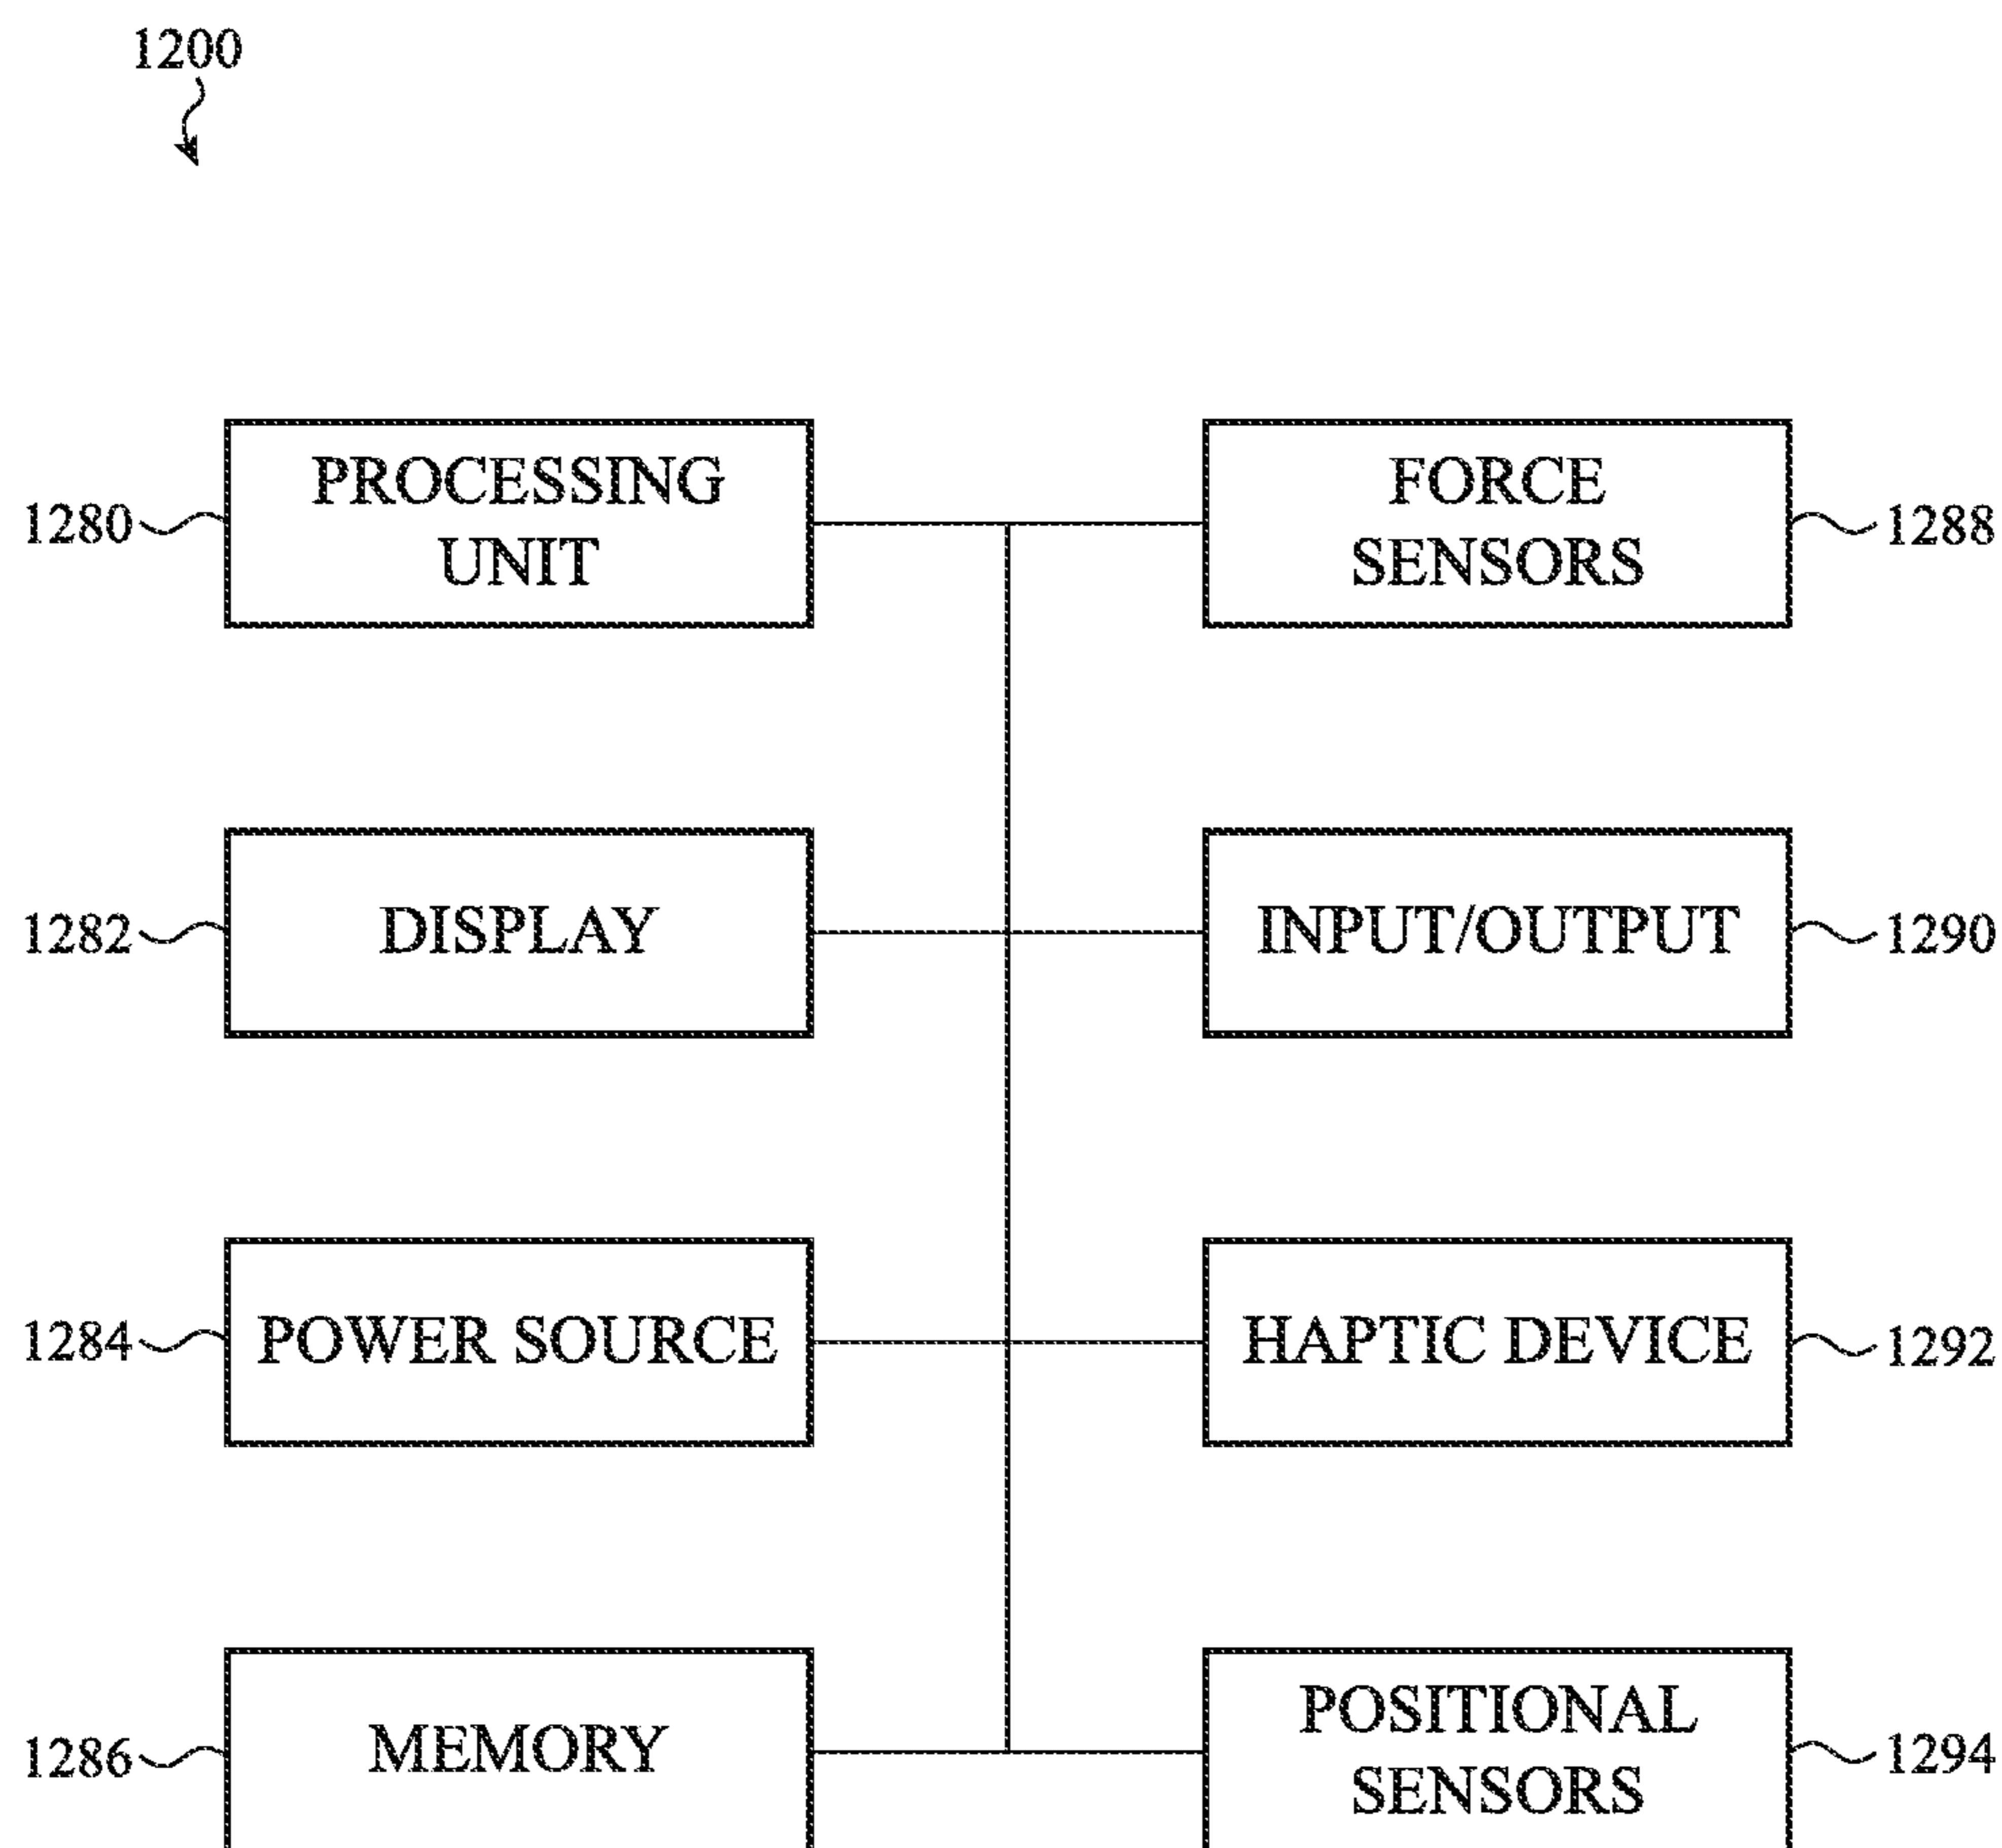 1200
PROCESSING
UNIT
1280
FORCE
SENSORS
1288
DISPLAY
1282
INPUT/OUTPUT
1290
POWER SOURCE
1284
HAPTIC DEVICE
1292
MEMORY
1286
POSITIONAL
SENSORS
1294